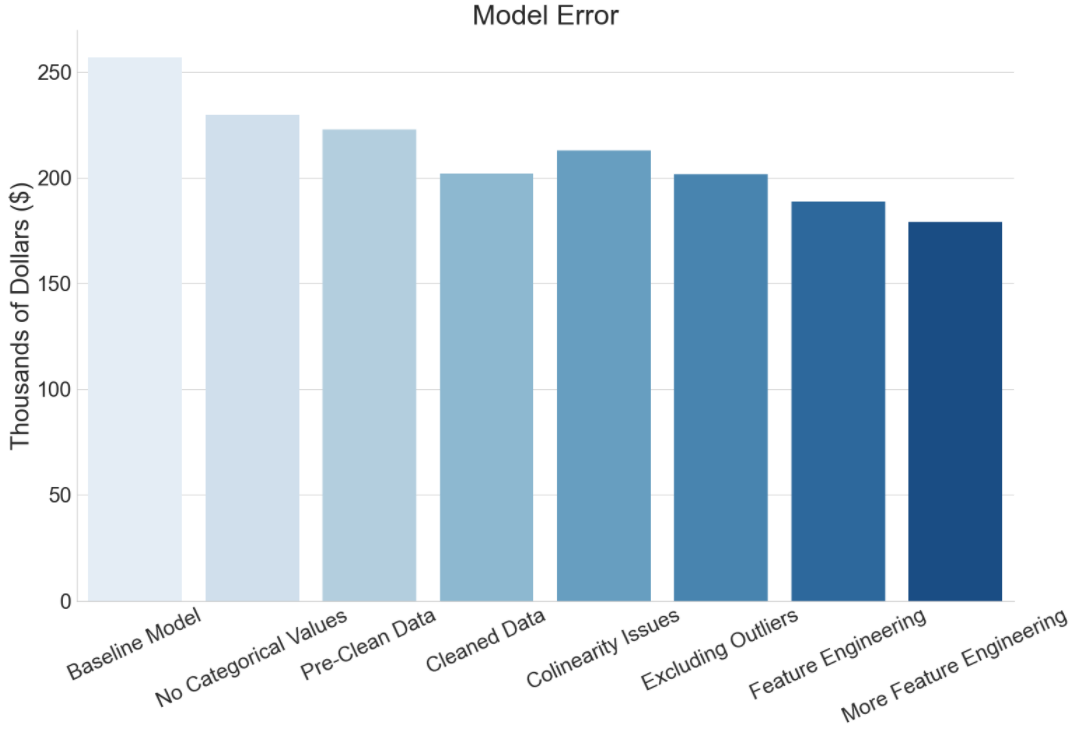 Model Error
Thousands of Dollars ($)
250
200
150
100
50
0
Baseline Model
No Categorical Values
Pre-Clean Data
Cleaned Data
Colinearity Issues
Excluding Outliers
Feature Engineering
More Feature Engineering